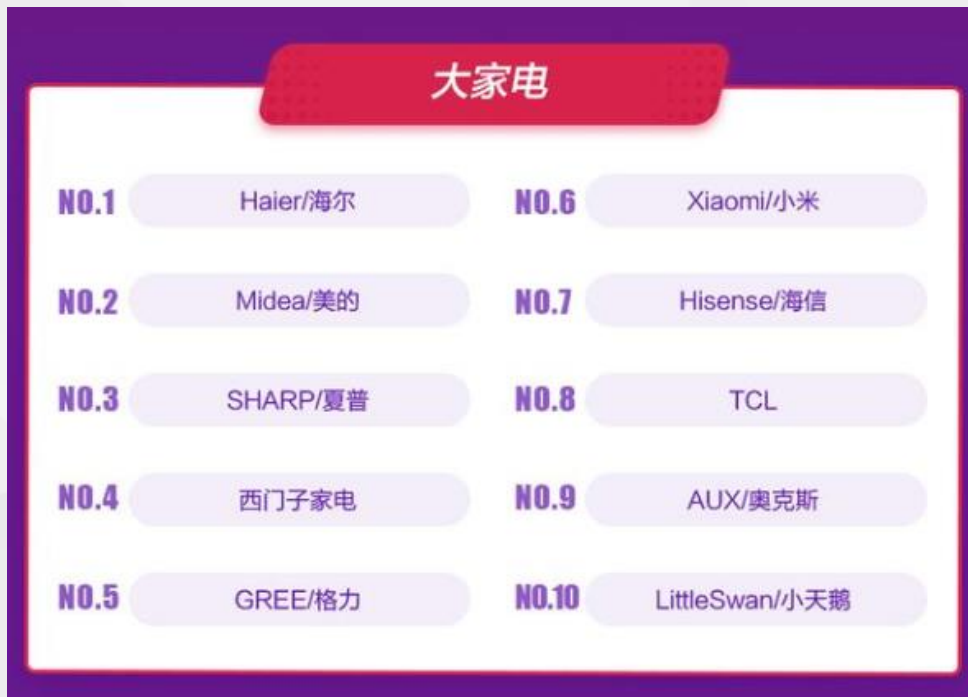 大家电
NO.1 Haier/海尔
NO.2 Midea/美的
NO.3 SHARP/夏普
NO.4 西门子家电
NO.5 GREE/格力
NO.6 Xiaomi/小米
NO.7 Hisense/海信
NO.8 TCL
NO.9 AUX/奥克斯
NO.10 LittleSwan/小天鹅